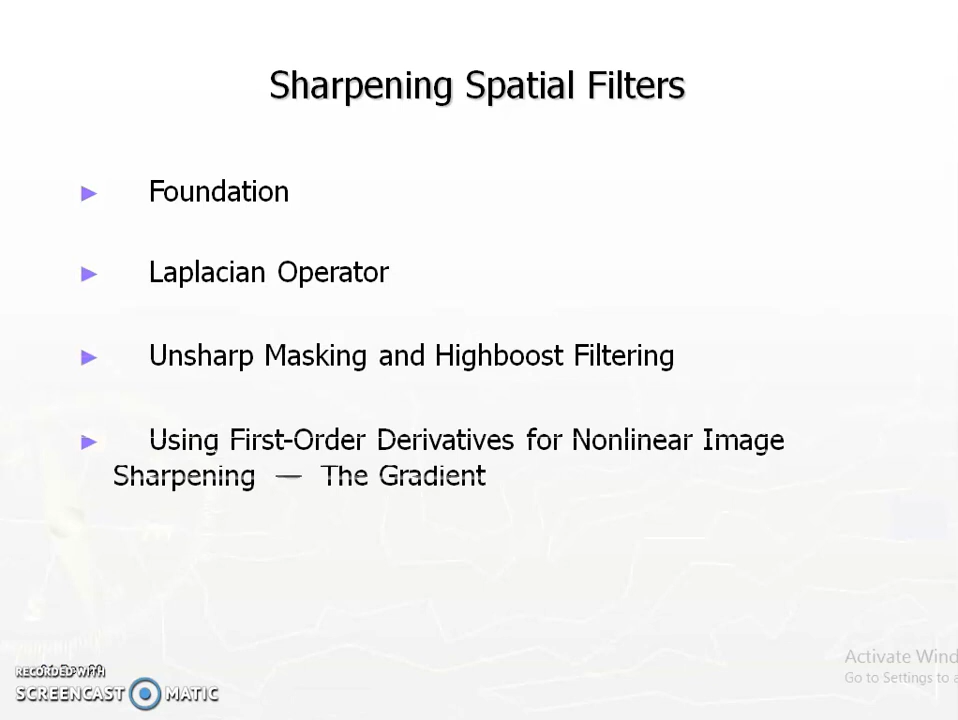 Sharpening Spatial Filters
► Foundation
► Laplacian Operator
► Unsharp Masking and Highboost Filtering
► Using First-Order Derivatives for Nonlinear Image
Sharpening — The Gradient
Activate Wind
Go to Settings to a
RECORDED WITH
SCREENCAST MATIC